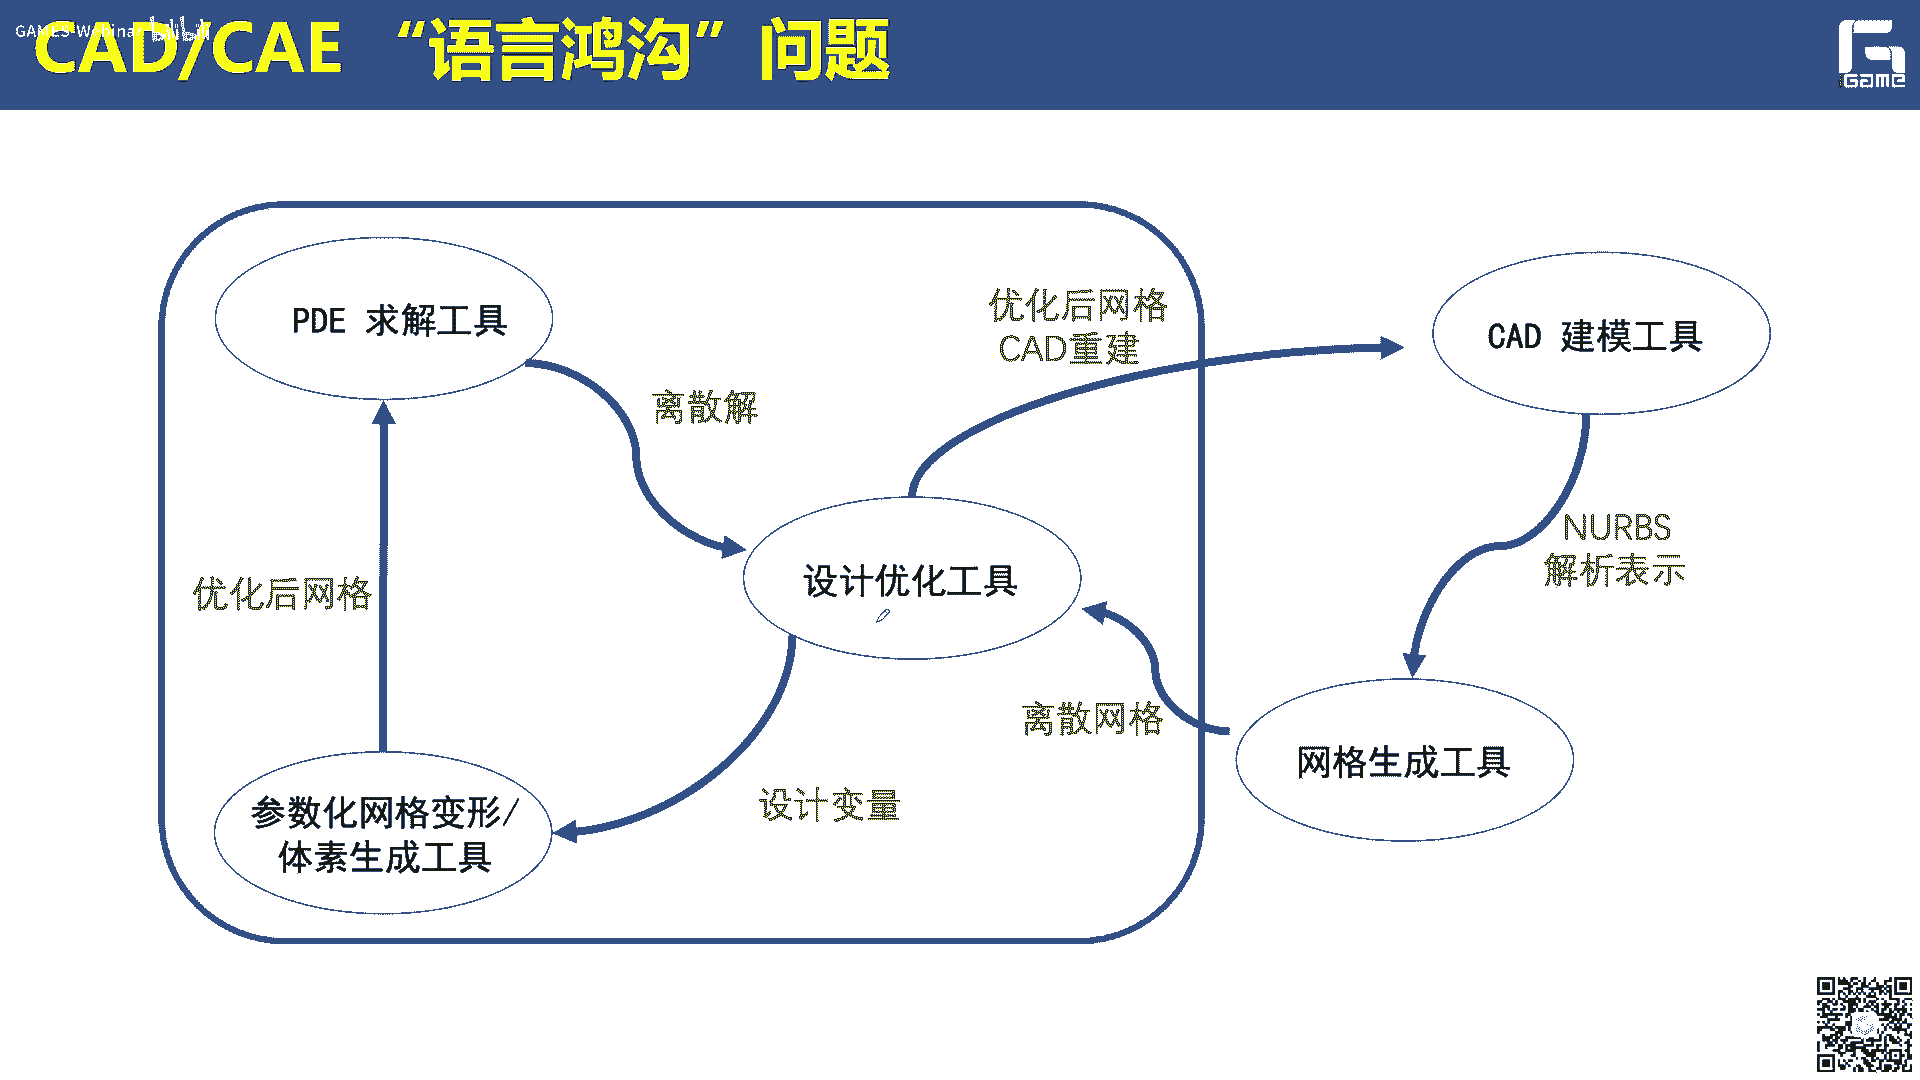 GAMES Webinar bilibili
CAD/CAE “语言鸿沟” 问题
Game
PDE 求解工具
离散解
优化后网格
CAD重建
CAD 建模工具
NURBS
解析表示
优化后网格
设计优化工具
离散网格
网格生成工具
设计变量
参数化网格变形/
体素生成工具